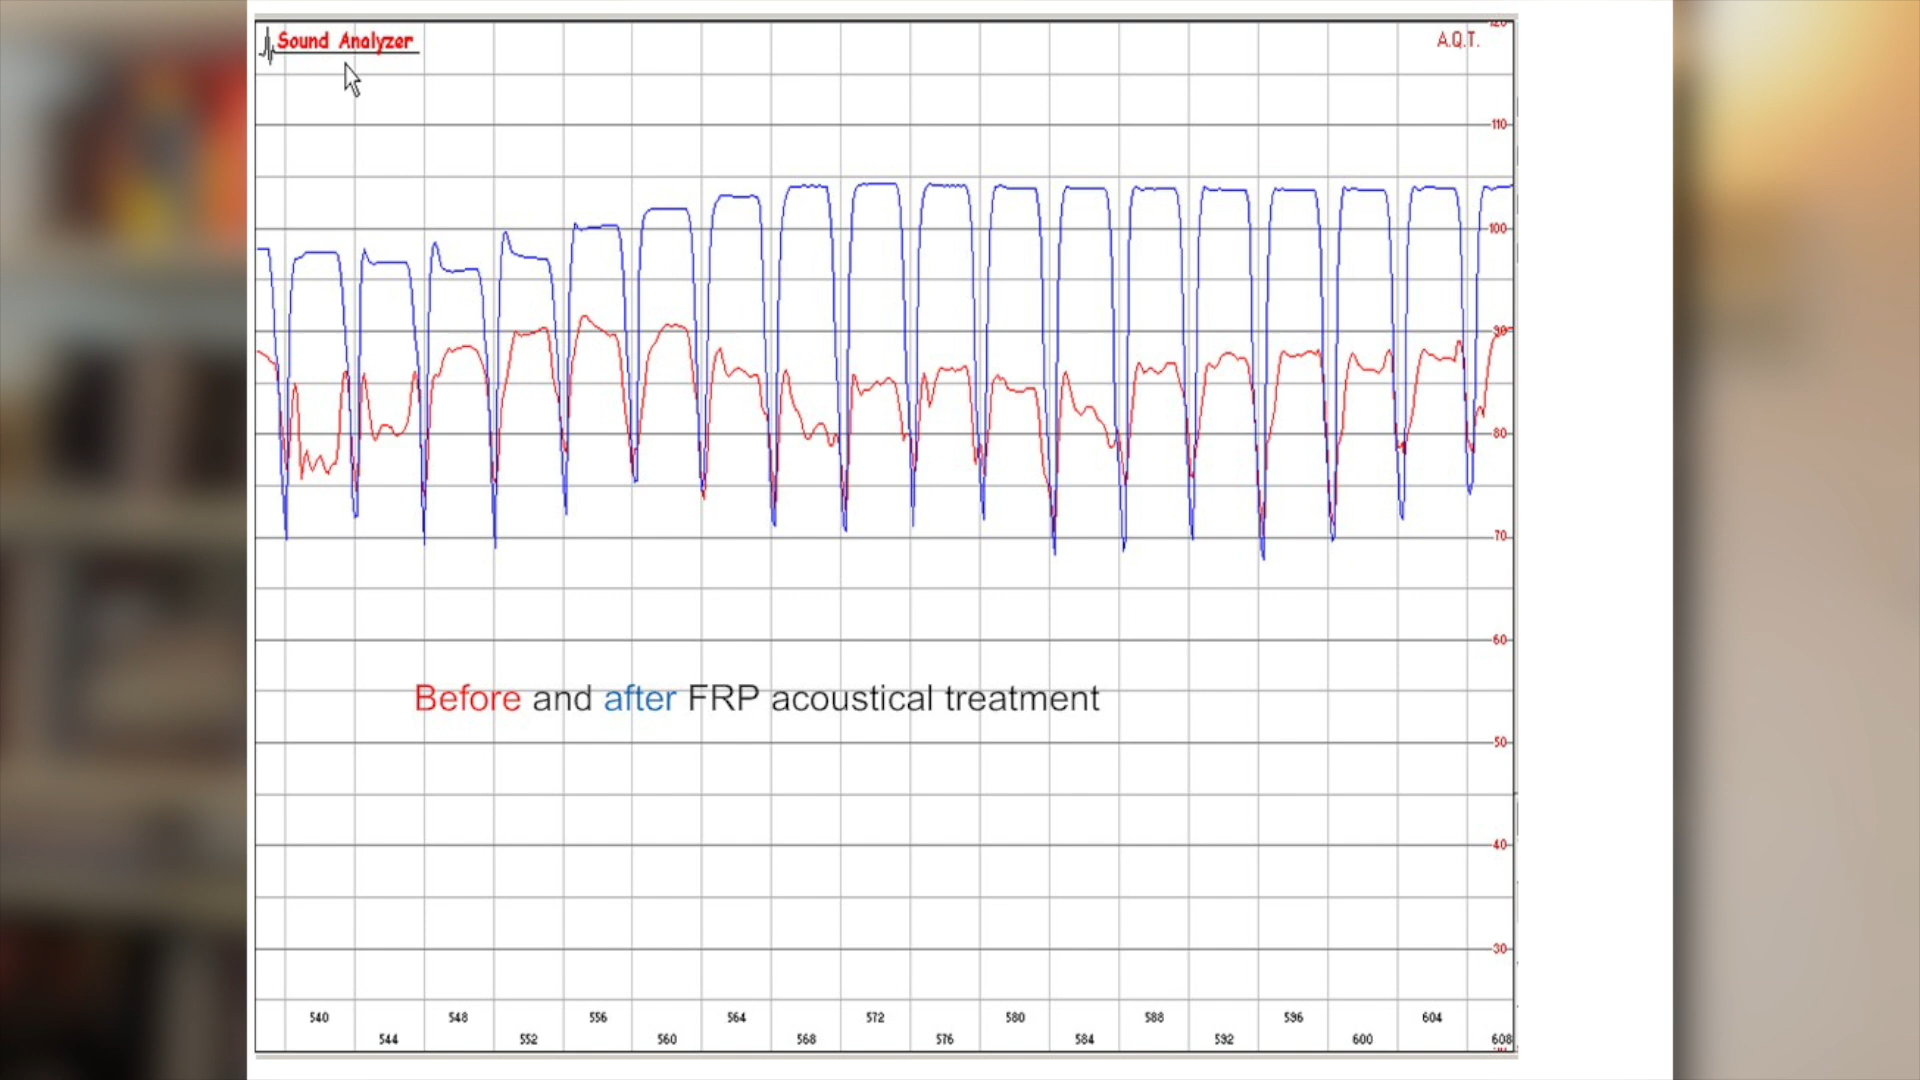 Sound Analyzer
A.Q.T.
120
110
100
90
80
70
60
Before and after FRP acoustical treatment
50
40
30
540 548 556 564 572 580 588 596 604
544 552 560 568 576 584 592 600 608